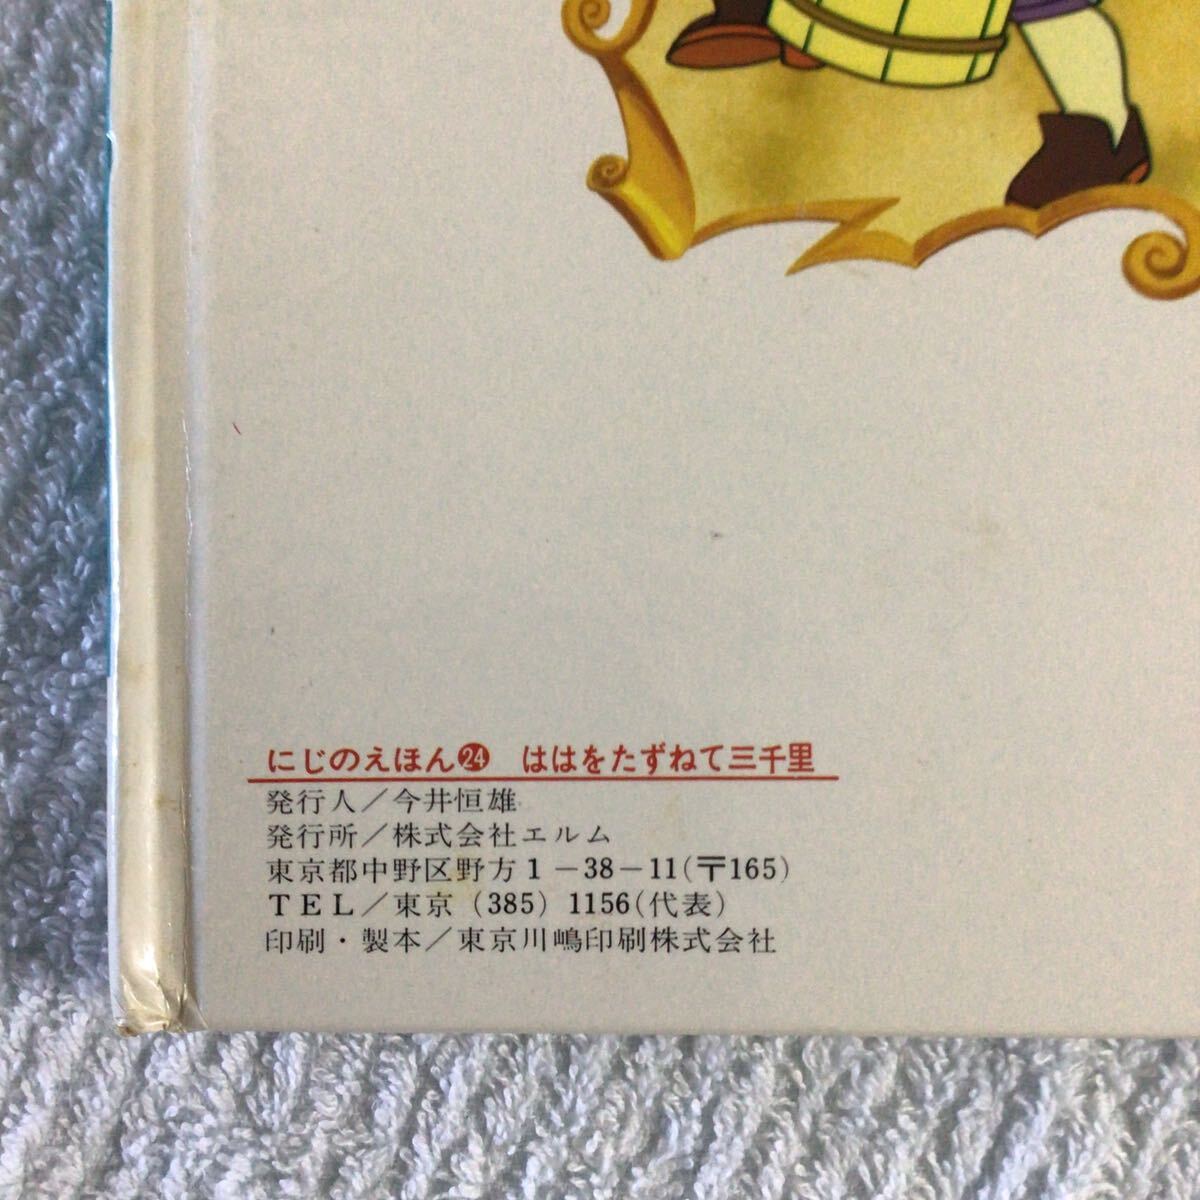 にじのえほん㉔ ははをたずねて三千里
発行人／今井恒雄
発行所／株式会社エルム
東京都中野区野方1－38－11(〒165)
TEL／東京(385)1156(代表)
印刷・製本／東京川嶋印刷株式会社